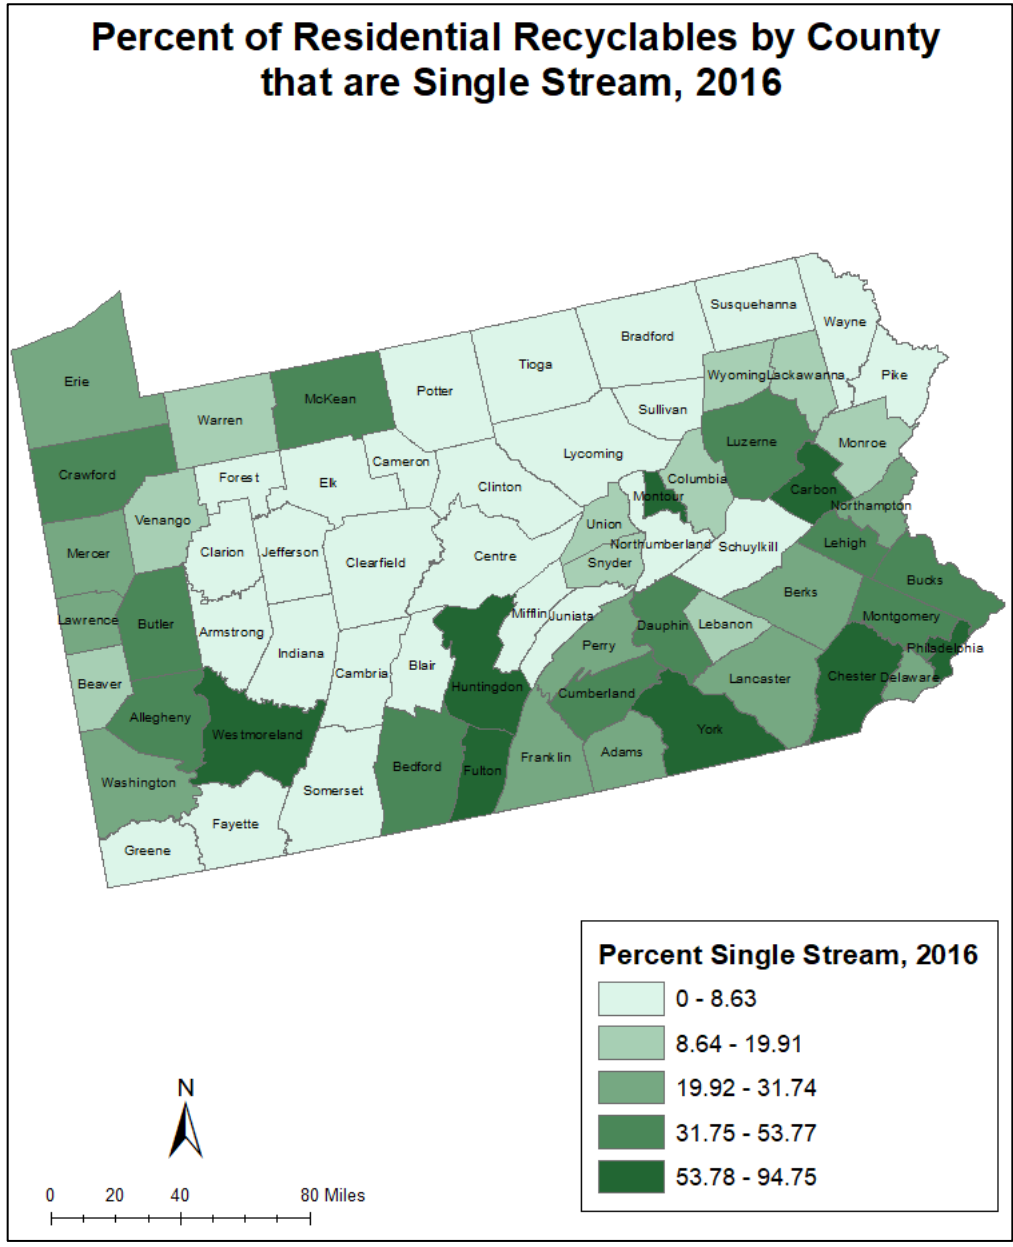 Percent of Residential Recyclables by County
that are Single Stream, 2016
Susquehanna
Wayne
Bradford
Tioga
Pike
Wyoming
Lackawanna
Erie
Potter
McKean
Sullivan
Warren
Luzerne
Monroe
Lycoming
Cameron
Crawford
Forest
Elk
Columbia
Clinton
Carbon
Montour
Northampton
Venango
Union
Lehigh
Northumberland
Schuylkill
Clarion
Jefferson
Mercer
Centre
Clearfield
Snyder
Bucks
Berks
Mifflin
Juniata
Montgomery
Lawrence
Butler
Dauphin
Lebanon
Armstrong
Perry
Philadelphia
Indiana
Blair
Cambria
Chester
Delaware
Lancaster
Beaver
Huntingdon
Cumberland
Allegheny
York
Westmoreland
Adams
Franklin
Bedford
Fulton
Washington
Somerset
Fayette
Greene
Percent Single Stream, 2016
0 - 8.63
8.64 - 19.91
19.92 - 31.74
31.75 - 53.77
53.78 - 94.75
N
0 20 40 80 Miles